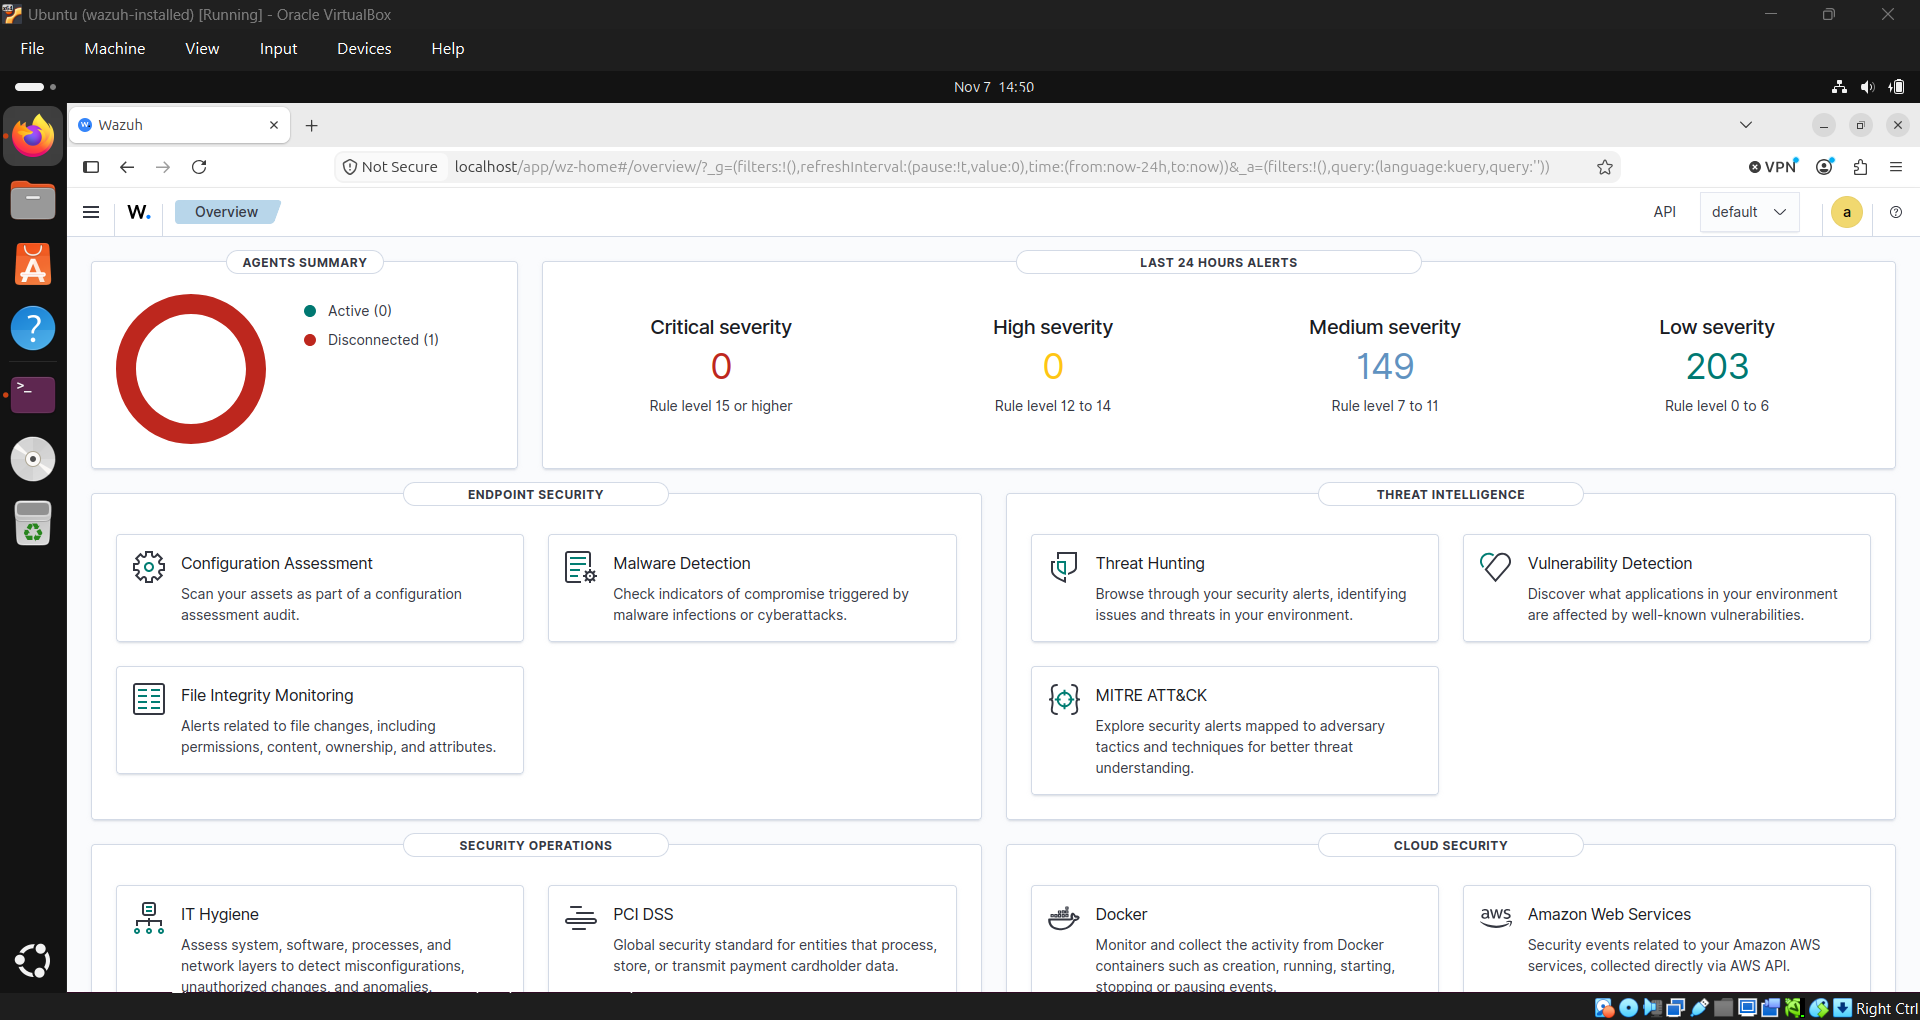 Ubuntu (wazuh-installed) [Running] - Oracle VirtualBox
File Machine View Input Devices Help
Nov 7 14:50
Wazuh
Not Secure localhost/app/wz-home#/overview/?_g=(filters:!(),refreshInterval:(pause:!t,value:0),time:(from:now-24h,to:now))&_a=(filters:!(),query:(language:kuery,query:''))
VPN
W. Overview API default a
AGENTS SUMMARY
Active (0)
Disconnected (1)
LAST 24 HOURS ALERTS
Critical severity
0
Rule level 15 or higher
High severity
0
Rule level 12 to 14
Medium severity
149
Rule level 7 to 11
Low severity
203
Rule level 0 to 6
ENDPOINT SECURITY
Configuration Assessment
Scan your assets as part of a configuration
assessment audit.
Malware Detection
Check indicators of compromise triggered by
malware infections or cyberattacks.
File Integrity Monitoring
Alerts related to file changes, including
permissions, content, ownership, and attributes.
THREAT INTELLIGENCE
Threat Hunting
Browse through your security alerts, identifying
issues and threats in your environment.
Vulnerability Detection
Discover what applications in your environment
are affected by well-known vulnerabilities.
MITRE ATT&CK
Explore security alerts mapped to adversary
tactics and techniques for better threat
understanding.
SECURITY OPERATIONS
IT Hygiene
Assess system, software, processes, and
network layers to detect misconfigurations,
unauthorized changes, and anomalies.
PCI DSS
Global security standard for entities that process,
store, or transmit payment cardholder data.
CLOUD SECURITY
Docker
Monitor and collect the activity from Docker
containers such as creation, running, starting,
stopping or pausing events.
aws
Amazon Web Services
Security events related to your Amazon AWS
services, collected directly via AWS API.
Right Ctrl